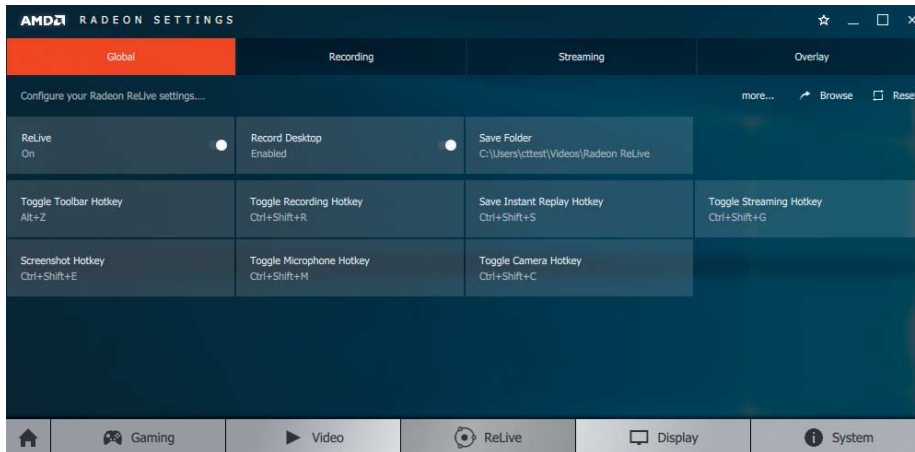 AMD RADEON SETTINGS
Global Recording Streaming Overlay
Configure your Radeon ReLive settings.... more... Browse Rese
ReLive
On
Record Desktop
Enabled
Save Folder
C:\Users\cttest\Videos\Radeon ReLive
Toggle Toolbar Hotkey
Alt+Z
Toggle Recording Hotkey
Ctrl+Shift+R
Save Instant Replay Hotkey
Ctrl+Shift+S
Toggle Streaming Hotkey
Ctrl+Shift+G
Screenshot Hotkey
Ctrl+Shift+E
Toggle Microphone Hotkey
Ctrl+Shift+M
Toggle Camera Hotkey
Ctrl+Shift+C
Gaming Video ReLive Display System